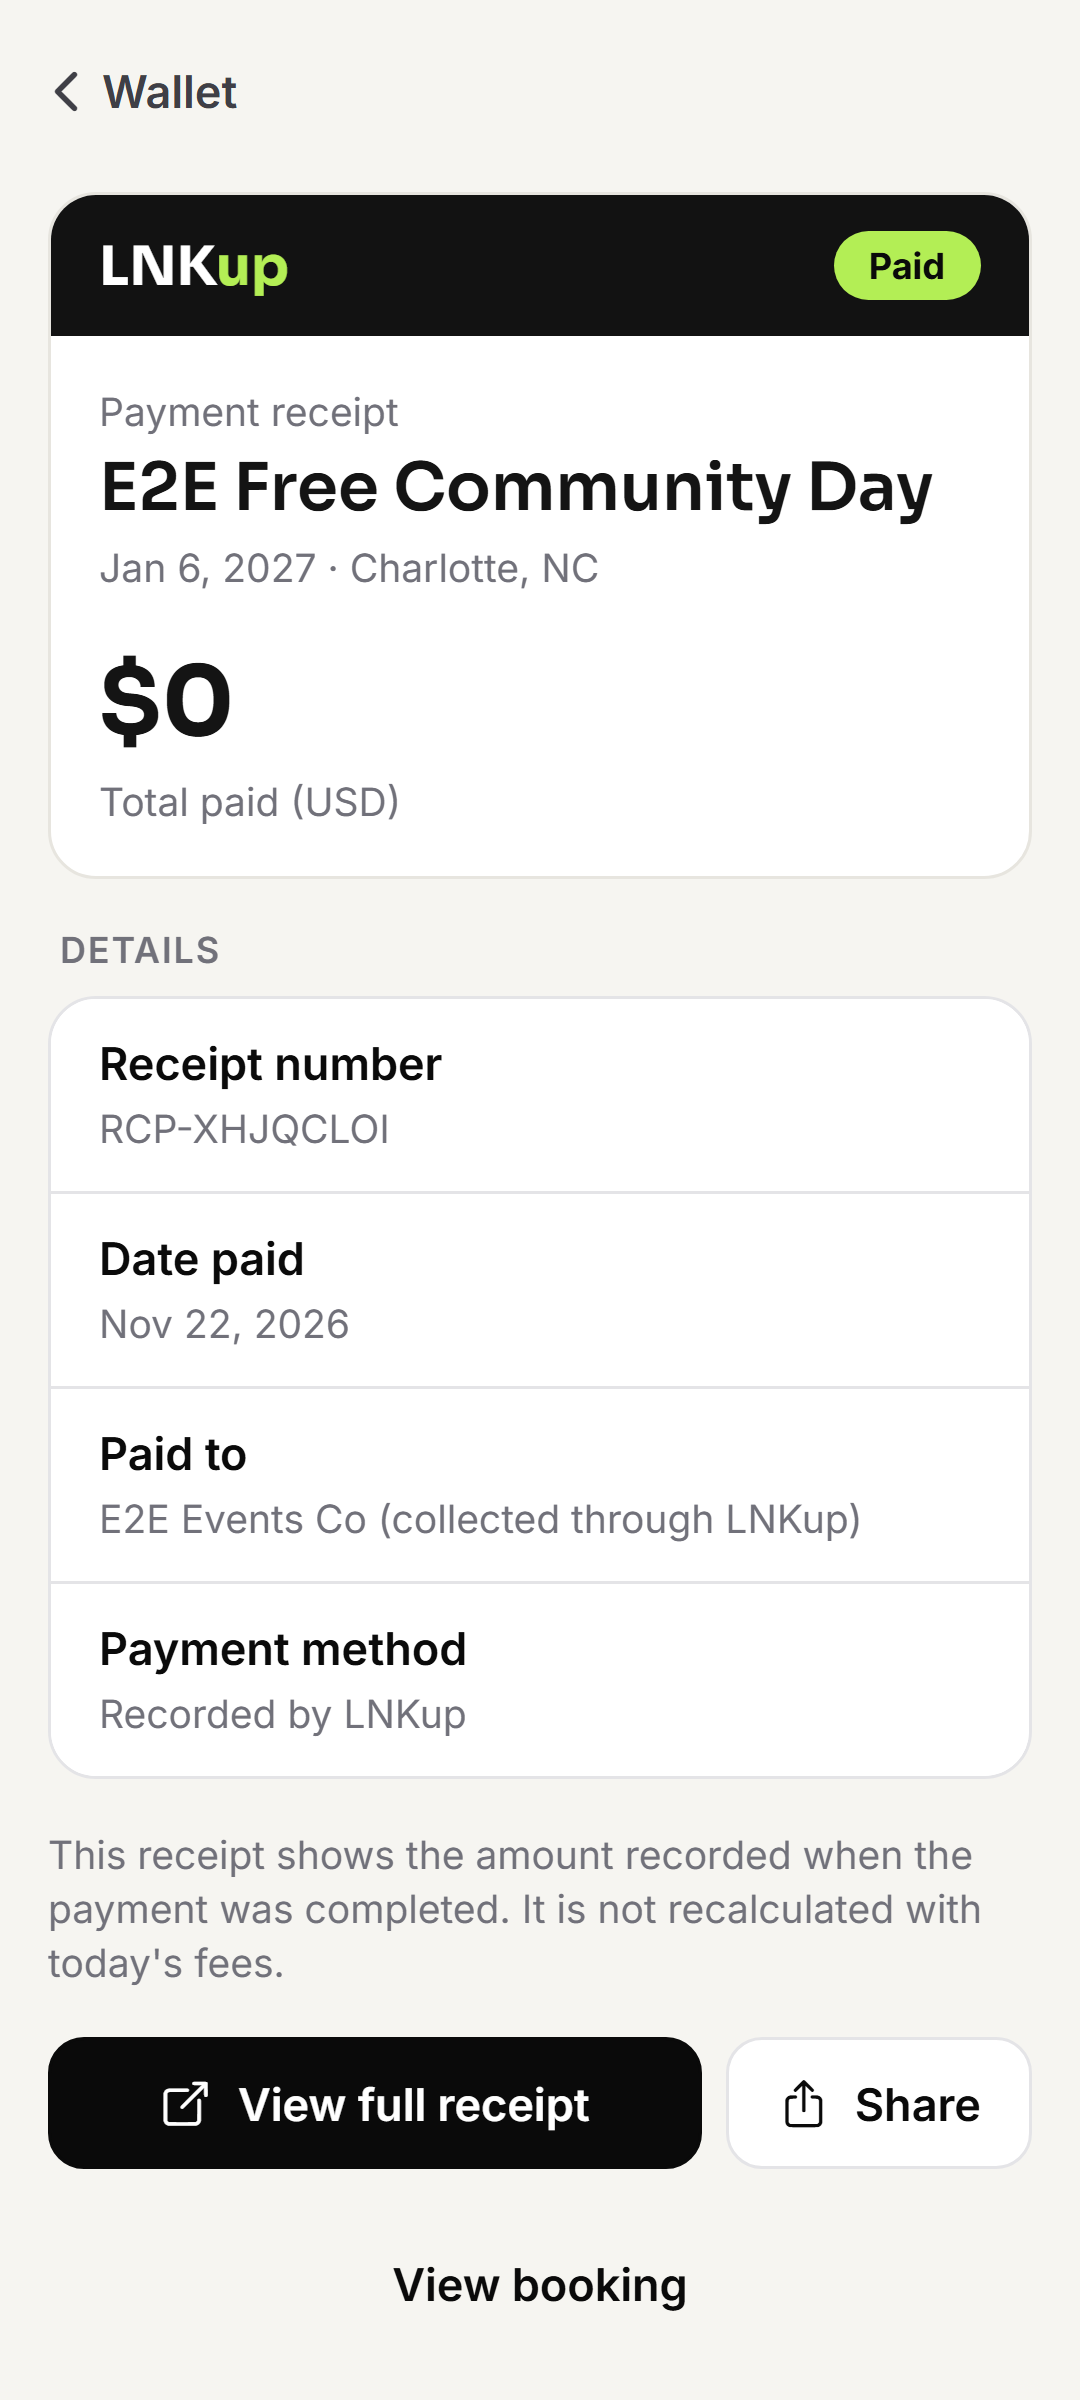 Wallet
LNKup
Paid
Payment receipt
E2E Free Community Day
Jan 6, 2027 · Charlotte, NC
$0
Total paid (USD)
DETAILS
Receipt number
RCP-XHJQCLOI
Date paid
Nov 22, 2026
Paid to
E2E Events Co (collected through LNKup)
Payment method
Recorded by LNKup
This receipt shows the amount recorded when the
payment was completed. It is not recalculated with
today's fees.
View full receipt
Share
View booking